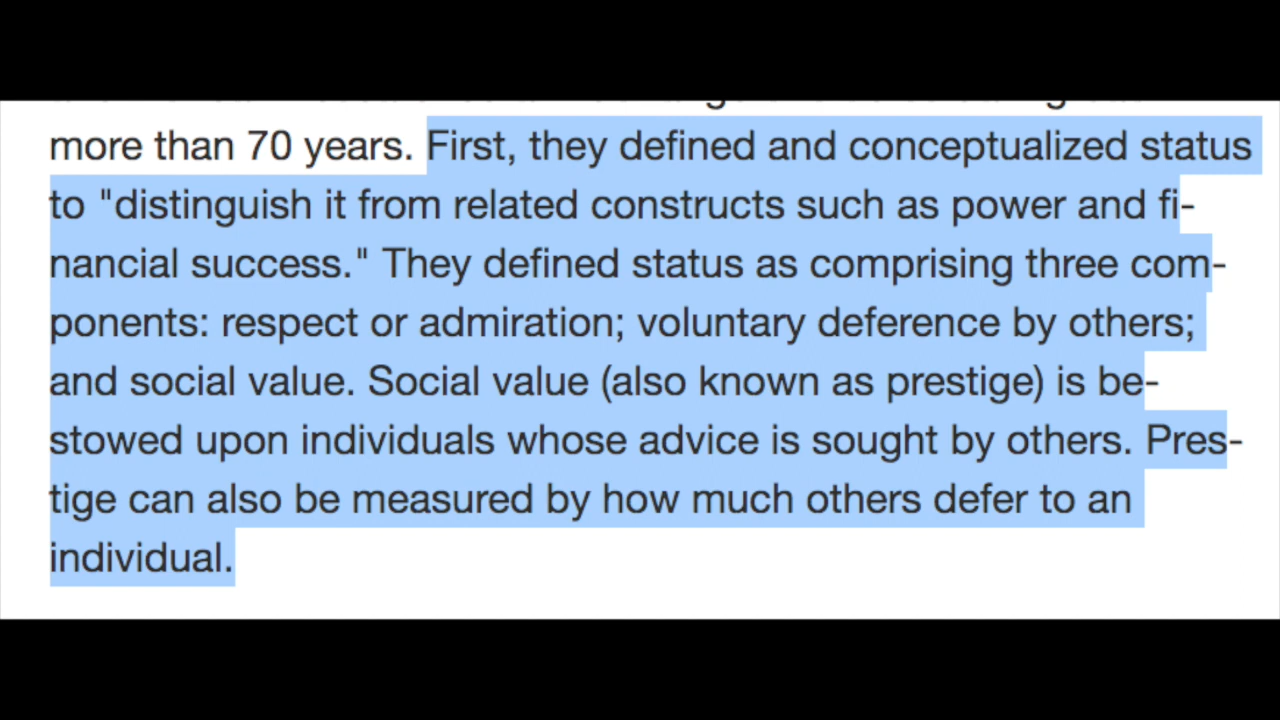 more than 70 years. First, they defined and conceptualized status
to "distinguish it from related constructs such as power and fi-
nancial success." They defined status as comprising three com-
ponents: respect or admiration; voluntary deference by others;
and social value. Social value (also known as prestige) is be-
stowed upon individuals whose advice is sought by others. Pres-
tige can also be measured by how much others defer to an
individual.